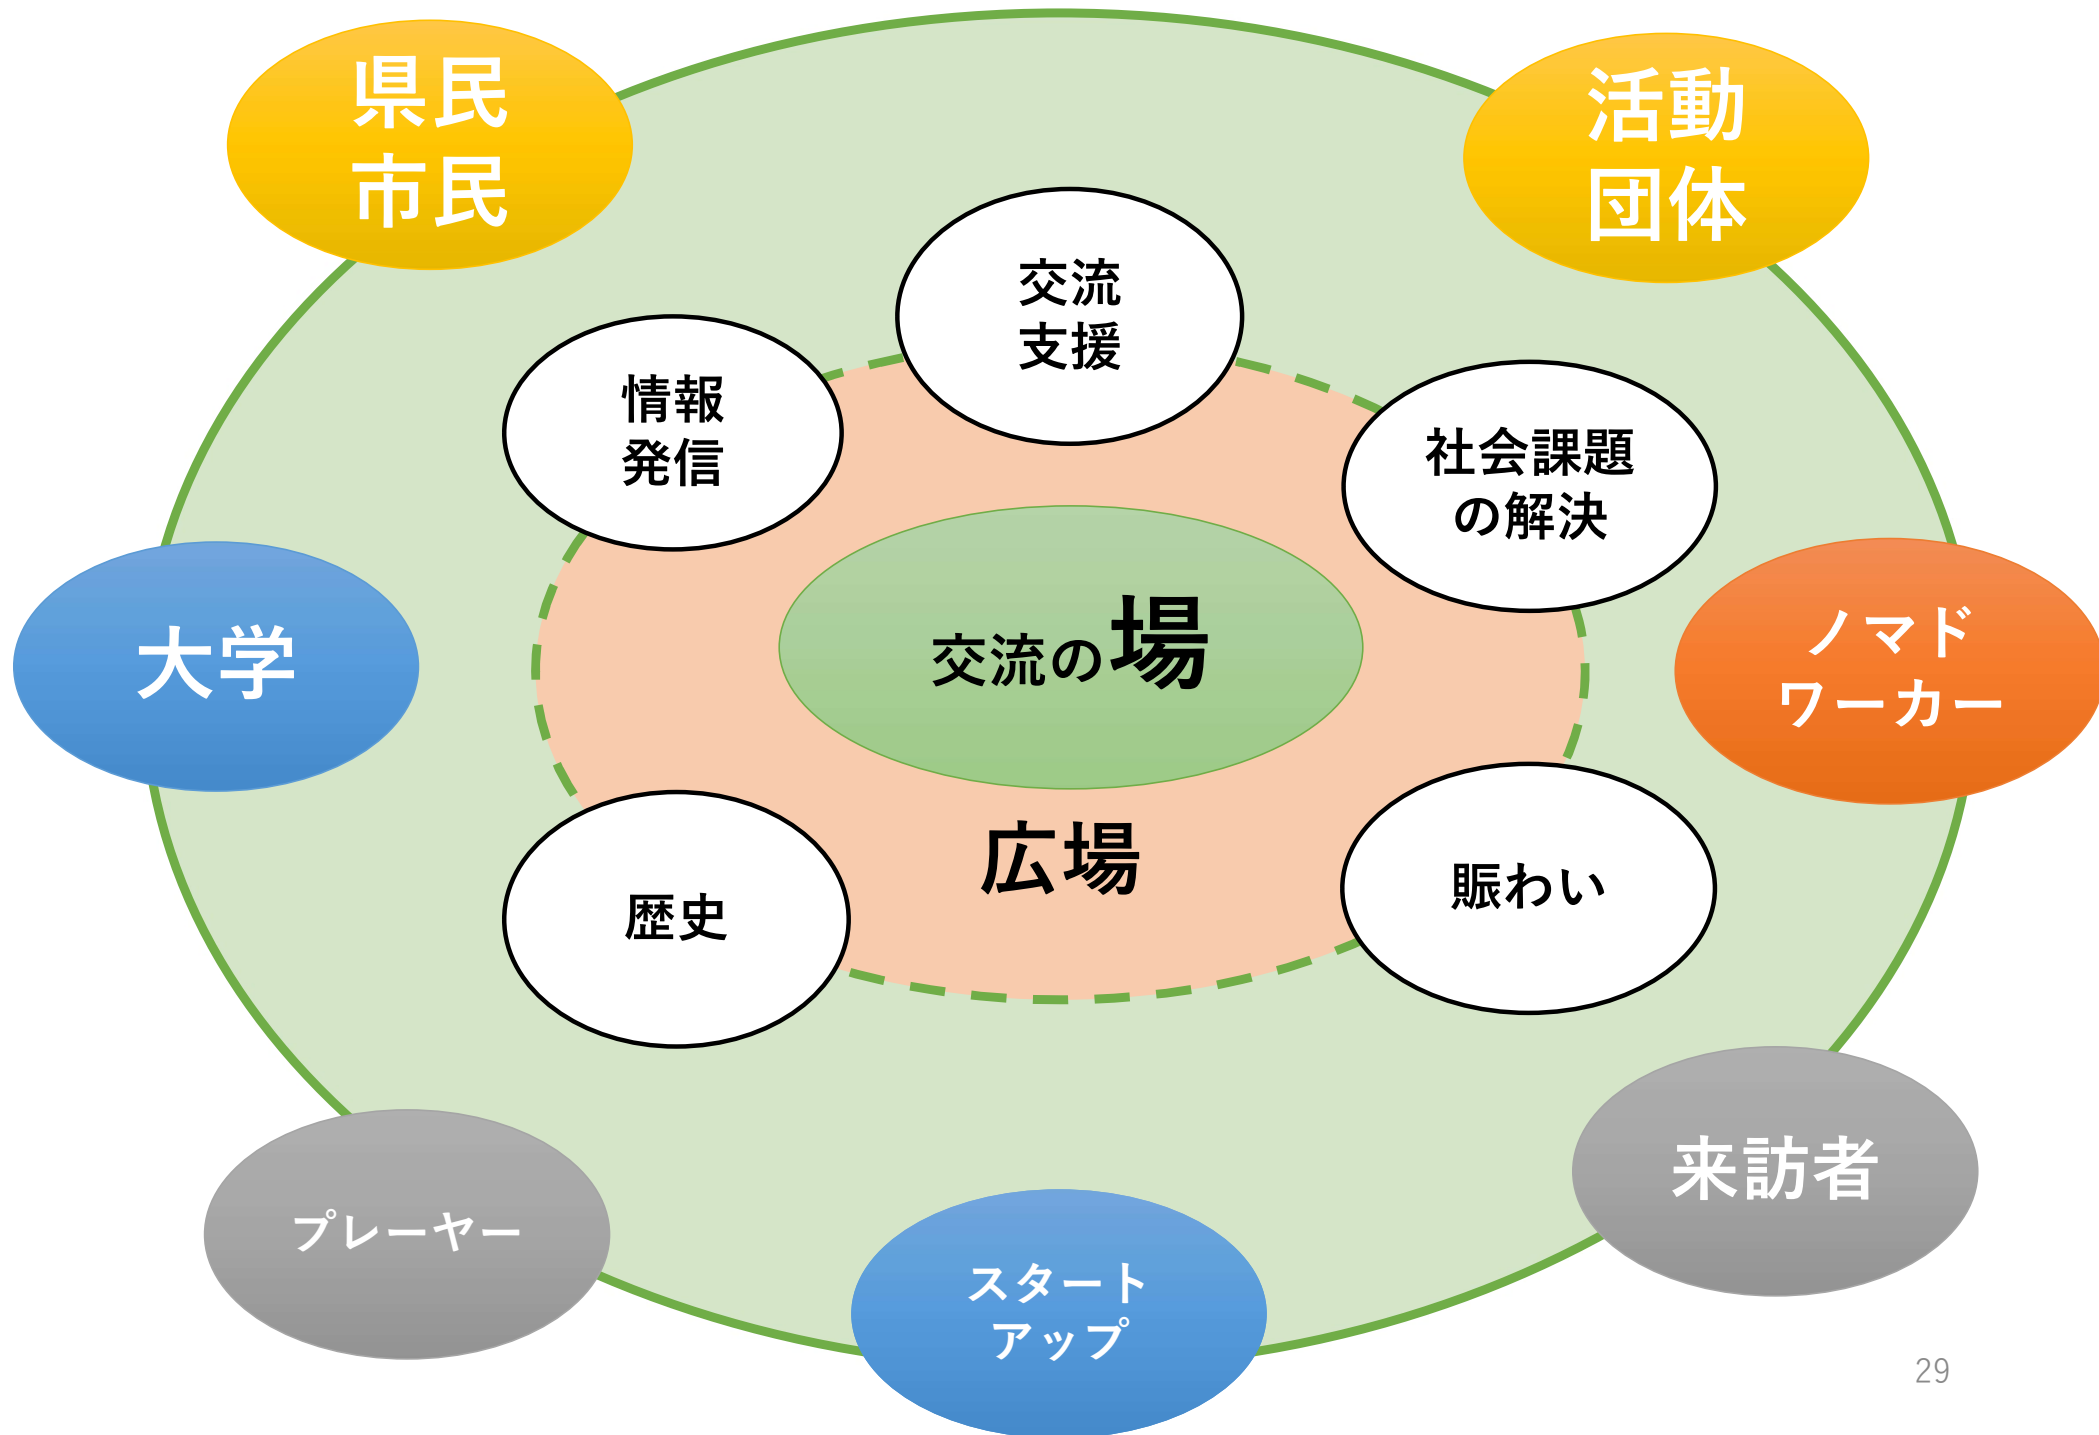 県民
市民
活動
団体
交流
支援
情報
発信
社会課題
の解決
交流の場
大学
ノマド
ワーカー
広場
歴史
賑わい
来訪者
プレーヤー
スタート
アップ
29